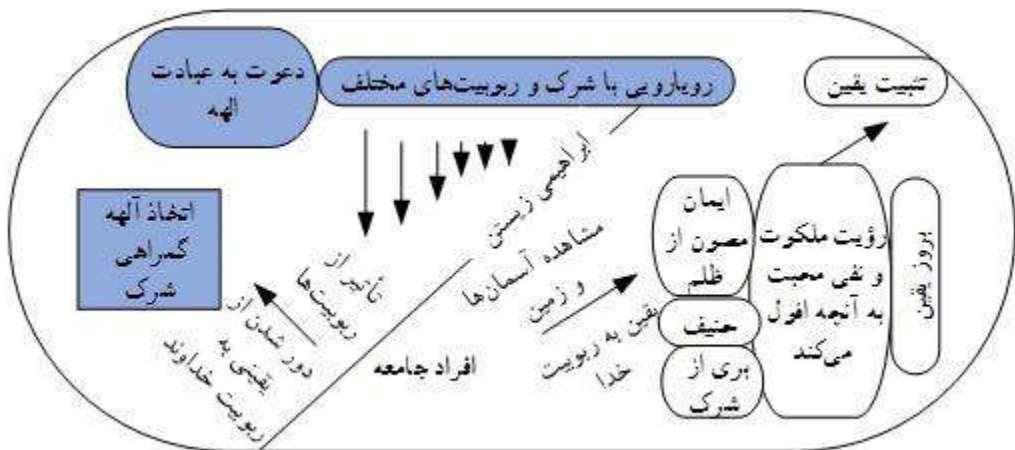 دعوت به عبادت
الهه
رویارویی با شرک و ربوبیت‌های مختلف
تثبیت یقین
ابراهیمی زیستن
مشاهده آسمان‌ها
و زمین
یقین به ربوبیت
خدا
ایمان
مصون از
ظلم
حنیف
بری از
شرک
رؤیت ملکوت
و نفی محبت
به آنچه افول
می‌کند
بروز یقین
افراد جامعه
تأثیر از
ربوبیت‌ها
دور شدن از
یقینی به
ربوبیت خداوند
اتخاذ آلهه
گمراهی
شرک